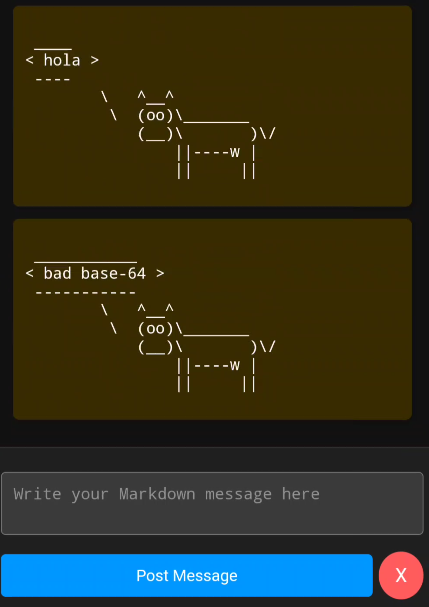 ____
< hola >
 ----
        \   ^__^
         \  (oo)\_______
            (__)\       )\/
                ||----w |
                ||     ||
 ___________
< bad base-64 >
 -----------
        \   ^__^
         \  (oo)\_______
            (__)\       )\/
                ||----w |
                ||     ||
Write your Markdown message here
Post Message
X